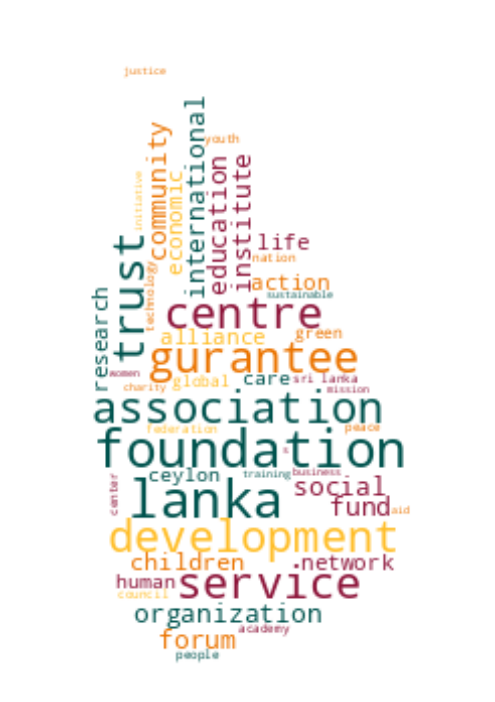 justice
youth
international
community
education
institute
economic
initiative
life
nation
trust
technology
action
sustainable
research
centre
green
alliance
gurantee
women
care
sri lanka
charity
global
mission
association
federation
peace
foundation
s
ceylon
training
business
center
lanka
social
fund
aid
development
children
network
human
service
council
organization
academy
forum
people